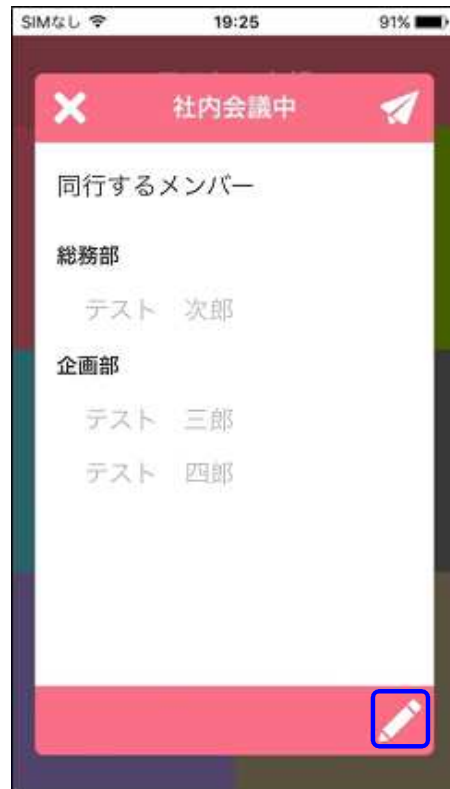 SIMなし 19:25 91%
社内会議中
同行するメンバー
総務部
テスト 次郎
企画部
テスト 三郎
テスト 四郎